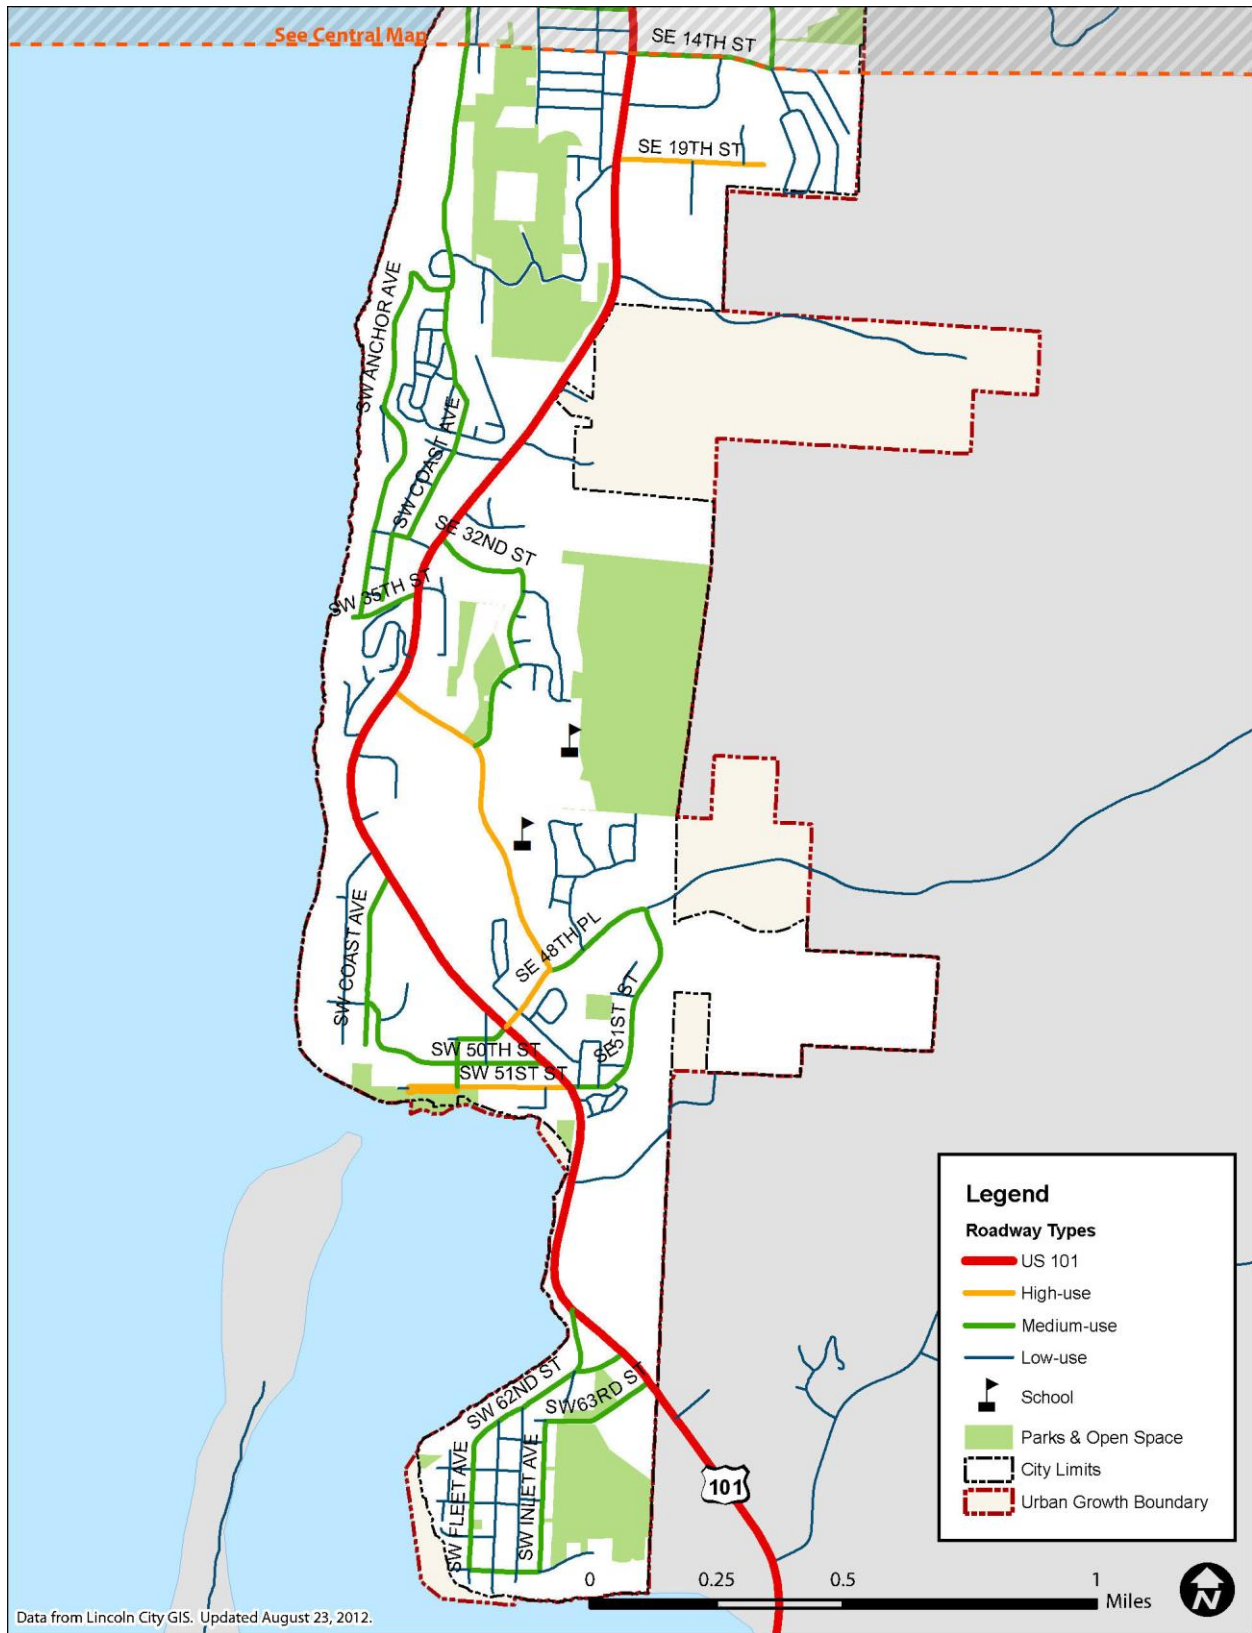 See Central Map
SE 14TH ST
SE 19TH ST
SW ANCHOR AVE
SW COAST AVE
SE 32ND ST
SW 35TH ST
SE 48TH PL
SW COAST AVE
SE 51ST ST
SW 50TH ST
SW 51ST ST
SW 62ND ST
SW63RD ST
SW FLEET AVE
SW INLET AVE
101
Legend
Roadway Types
US 101
High-use
Medium-use
Low-use
School
Parks & Open Space
City Limits
Urban Growth Boundary
0 0.25 0.5 1
Miles
N
Data from Lincoln City GIS. Updated August 23, 2012.